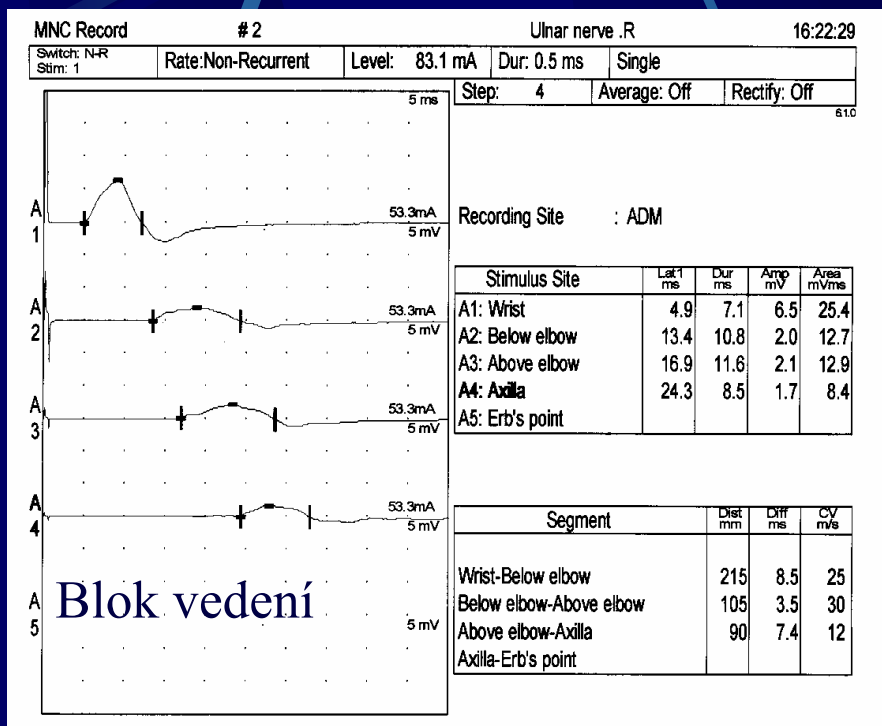 MNC Record #2 Ulnar nerve .R 16:22:29
Switch: N-R
Stim: 1
Rate:Non-Recurrent Level: 83.1 mA Dur: 0.5 ms Single
5 ms
Step: 4 Average: Off Rectify: Off
6.1.0
A
1
53.3mA
5 mV
Recording Site : ADM
A
2
53.3mA
5 mV
A
3
53.3mA
5 mV
A
4
53.3mA
5 mV
A
5
5 mV
Blok vedení
Stimulus Site Lat1 ms Dur ms Amp mV Area mVms
A1: Wrist 4.9 7.1 6.5 25.4
A2: Below elbow 13.4 10.8 2.0 12.7
A3: Above elbow 16.9 11.6 2.1 12.9
A4: Axilla 24.3 8.5 1.7 8.4
A5: Erb's point
Segment Dist mm Diff ms CV m/s
Wrist-Below elbow 215 8.5 25
Below elbow-Above elbow 105 3.5 30
Above elbow-Axilla 90 7.4 12
Axilla-Erb's point